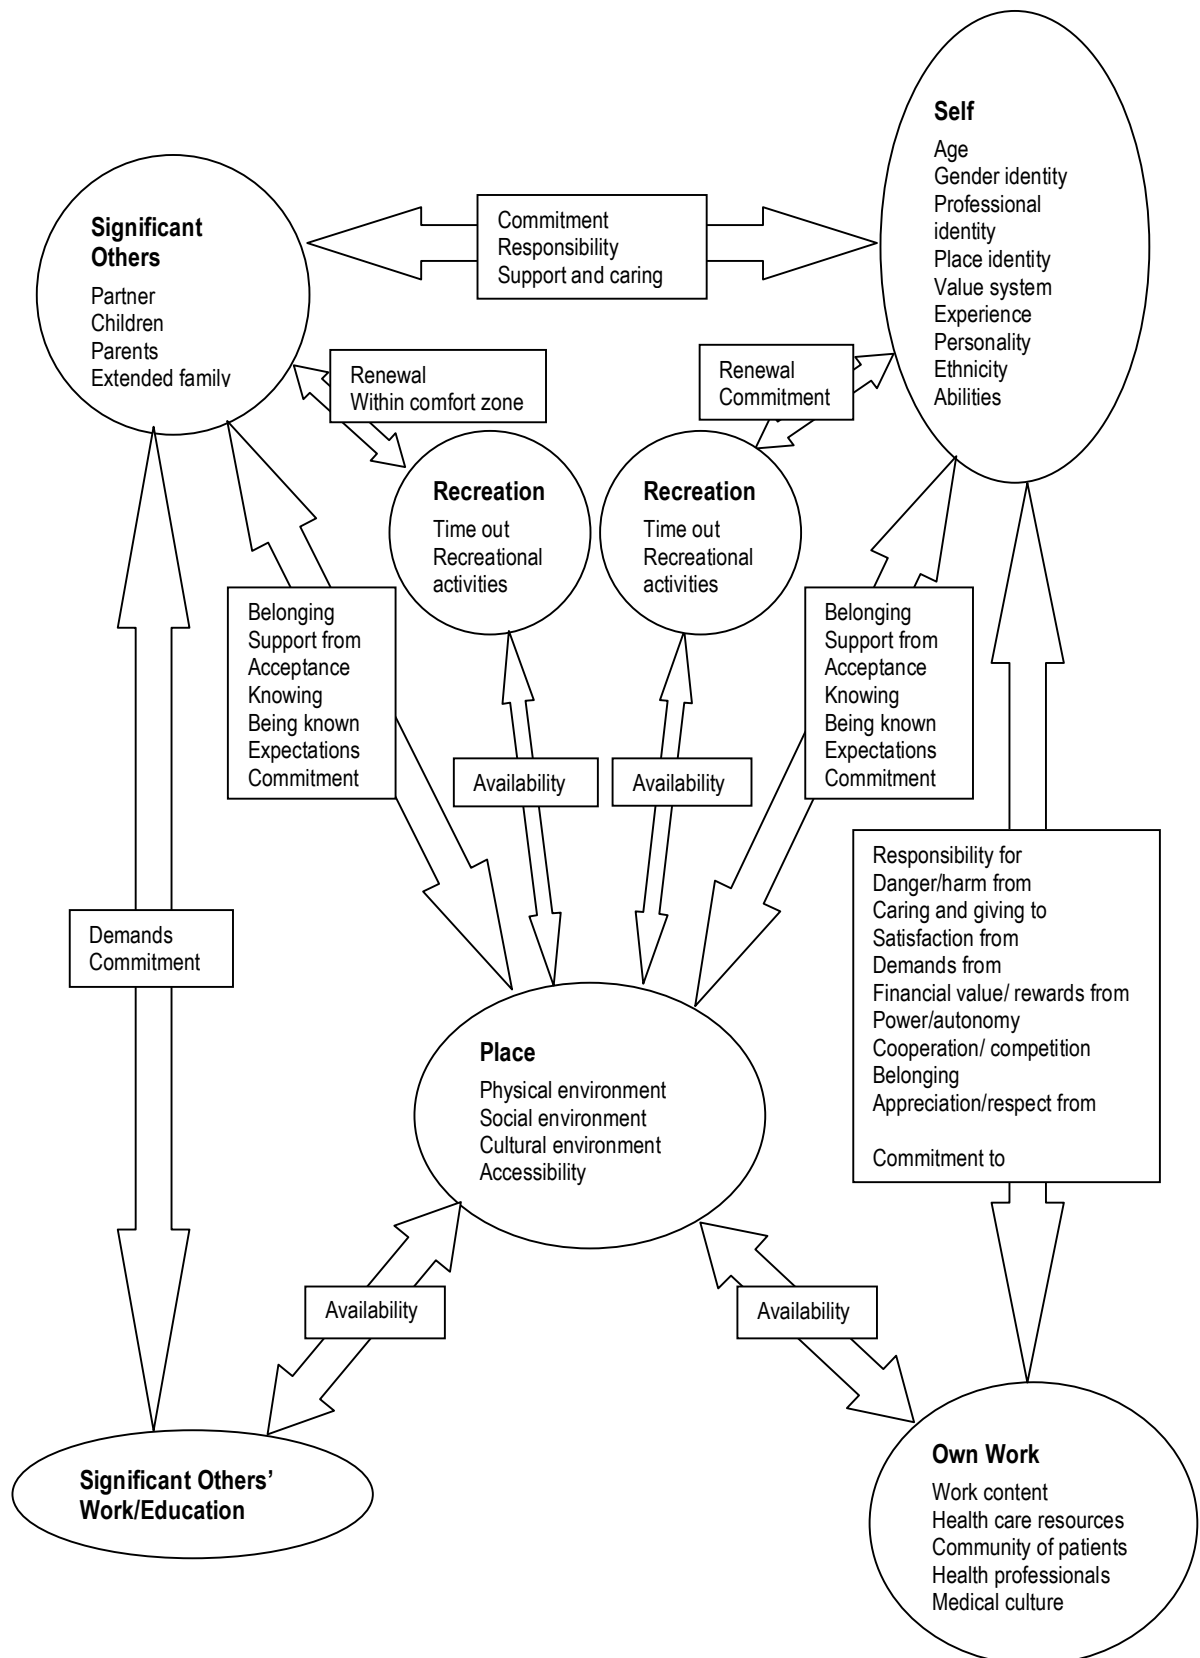 Self
Age
Gender identity
Professional
identity
Place identity
Value system
Experience
Personality
Ethnicity
Abilities
Significant
Others
Partner
Children
Parents
Extended family
Commitment
Responsibility
Support and caring
Renewal
Within comfort zone
Renewal
Commitment
Recreation
Time out
Recreational
activities
Recreation
Time out
Recreational
activities
Belonging
Support from
Acceptance
Knowing
Being known
Expectations
Commitment
Availability
Availability
Belonging
Support from
Acceptance
Knowing
Being known
Expectations
Commitment
Demands
Commitment
Responsibility for
Danger/harm from
Caring and giving to
Satisfaction from
Demands from
Financial value/ rewards from
Power/autonomy
Cooperation/ competition
Belonging
Appreciation/respect from
Commitment to
Place
Physical environment
Social environment
Cultural environment
Accessibility
Availability
Availability
Significant Others’
Work/Education
Own Work
Work content
Health care resources
Community of patients
Health professionals
Medical culture